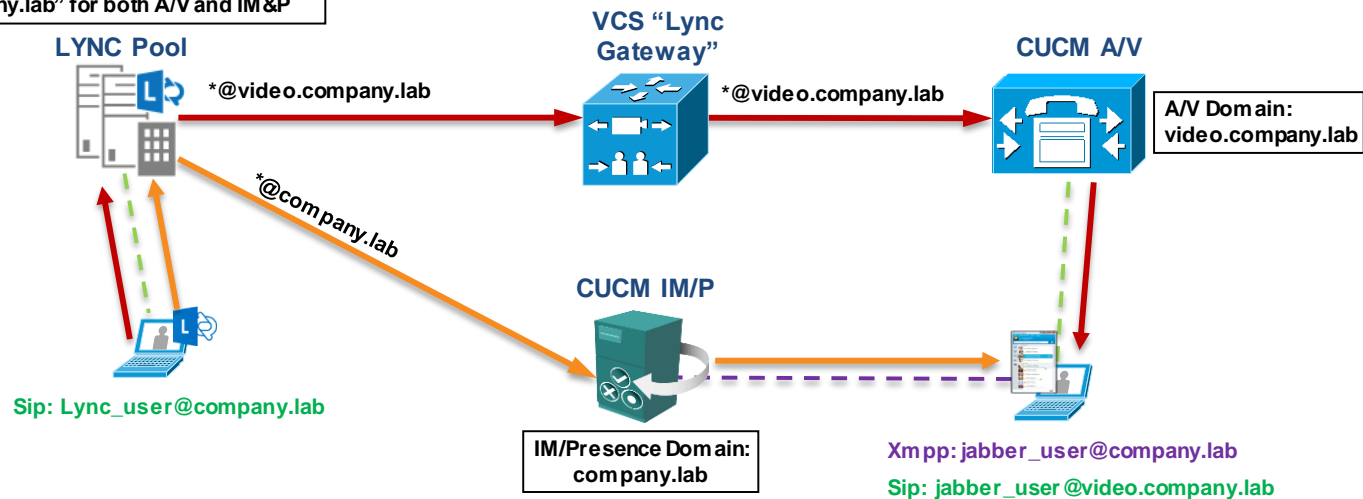 ny.lab” for both A/V and IM&P
LYNC Pool
VCS “Lync
Gateway”
CUCM A/V
*@video.company.lab
*@video.company.lab
A/V Domain:
video.company.lab
*@company.lab
CUCM IM/P
Sip: Lync_user@company.lab
IM/Presence Domain:
company.lab
Xmpp: jabber_user@company.lab
Sip: jabber_user@video.company.lab